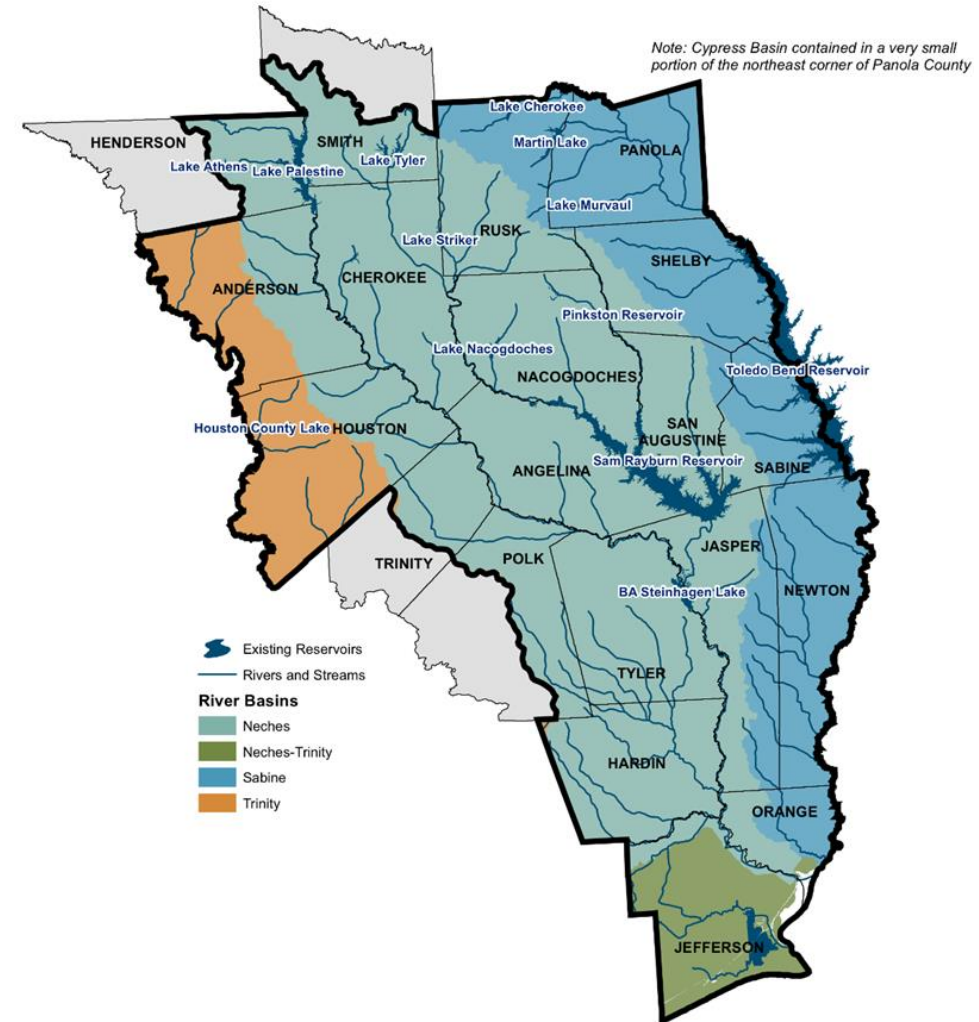 Note: Cypress Basin contained in a very small
portion of the northeast corner of Panola County
Lake Cherokee
HENDERSON
SMITH
Martin Lake
PANOLA
Lake Athens
Lake Palestine
Lake Tyler
Lake Murvaul
RUSK
Lake Striker
SHELBY
CHEROKEE
ANDERSON
Pinkston Reservoir
Lake Nacogdoches
Toledo Bend Reservoir
NACOGDOCHES
SAN
AUGUSTINE
Houston County Lake
HOUSTON
ANGELINA
Sam Rayburn Reservoir
SABINE
JASPER
TRINITY
POLK
BA Steinhagen Lake
NEWTON
TYLER
HARDIN
ORANGE
JEFFERSON
Existing Reservoirs
Rivers and Streams
River Basins
Neches
Neches-Trinity
Sabine
Trinity